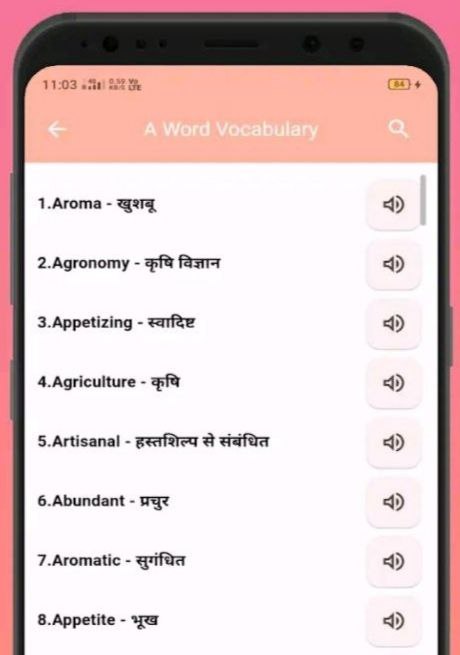 11:03 0.59 KB/S Vo LTE 84
A Word Vocabulary
1.Aroma - खुशबू
2.Agronomy - कृषि विज्ञान
3.Appetizing - स्वादिष्ट
4.Agriculture - कृषि
5.Artisanal - हस्तशिल्प से संबंधित
6.Abundant - प्रचुर
7.Aromatic - सुगंधित
8.Appetite - भूख